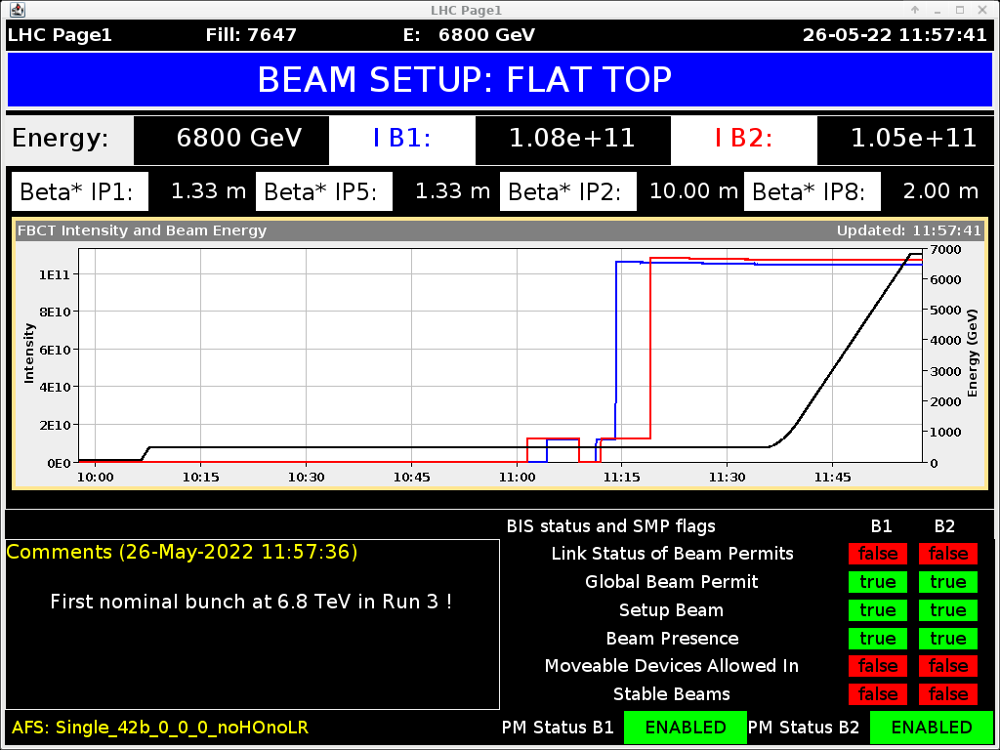 LHC Page1
LHC Page1 Fill: 7647 E: 6800 GeV 26-05-22 11:57:41
BEAM SETUP: FLAT TOP
Energy: 6800 GeV I B1: 1.08e+11 I B2: 1.05e+11
Beta* IP1: 1.33 m Beta* IP5: 1.33 m Beta* IP2: 10.00 m Beta* IP8: 2.00 m
FBCT Intensity and Beam Energy Updated: 11:57:41
Intensity
1E11
8E10
6E10
4E10
2E10
0E0
7000
6000
5000
4000
3000
2000
1000
0
Energy (GeV)
10:00 10:15 10:30 10:45 11:00 11:15 11:30 11:45
Comments (26-May-2022 11:57:36)
First nominal bunch at 6.8 TeV in Run 3 !
BIS status and SMP flags B1 B2
Link Status of Beam Permits false false
Global Beam Permit true true
Setup Beam true true
Beam Presence true true
Moveable Devices Allowed In false false
Stable Beams false false
AFS: Single_42b_0_0_0_noHOnoLR PM Status B1 ENABLED PM Status B2 ENABLED